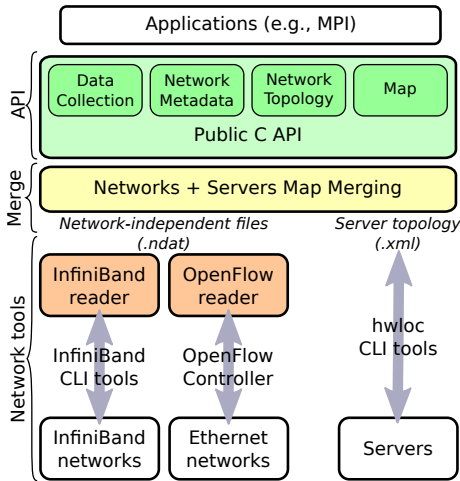 Applications (e.g., MPI)
API
Data
Collection
Network
Metadata
Network
Topology
Map
Public C API
Merge
Networks + Servers Map Merging
Network-independent files
(.ndat)
Server topology
(.xml)
Network tools
InfiniBand
reader
OpenFlow
reader
InfiniBand
CLI tools
OpenFlow
Controller
hwloc
CLI tools
InfiniBand
networks
Ethernet
networks
Servers